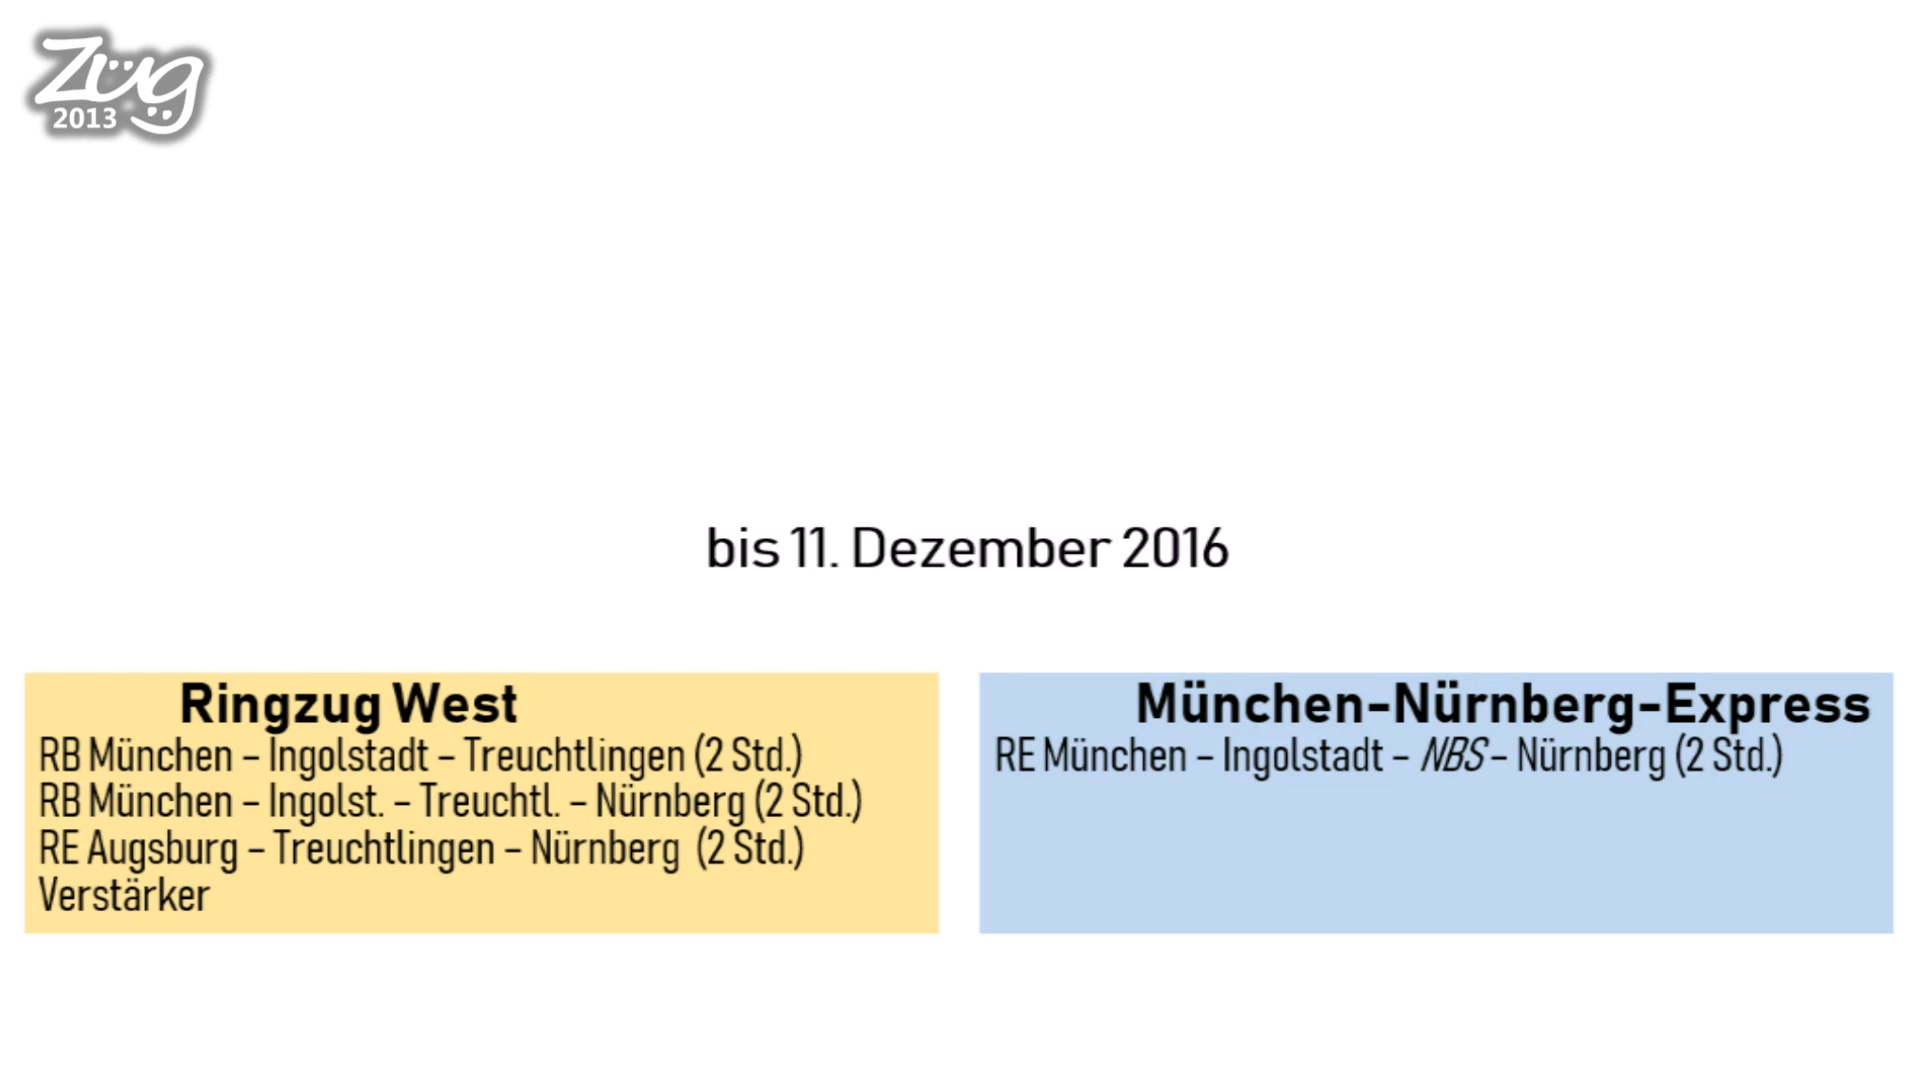 Züg
2013
bis 11. Dezember 2016
Ringzug West
RB München – Ingolstadt – Treuchtlingen (2 Std.)
RB München – Ingolst. – Treuchtl. – Nürnberg (2 Std.)
RE Augsburg – Treuchtlingen – Nürnberg (2 Std.)
Verstärker
München-Nürnberg-Express
RE München – Ingolstadt – NBS – Nürnberg (2 Std.)